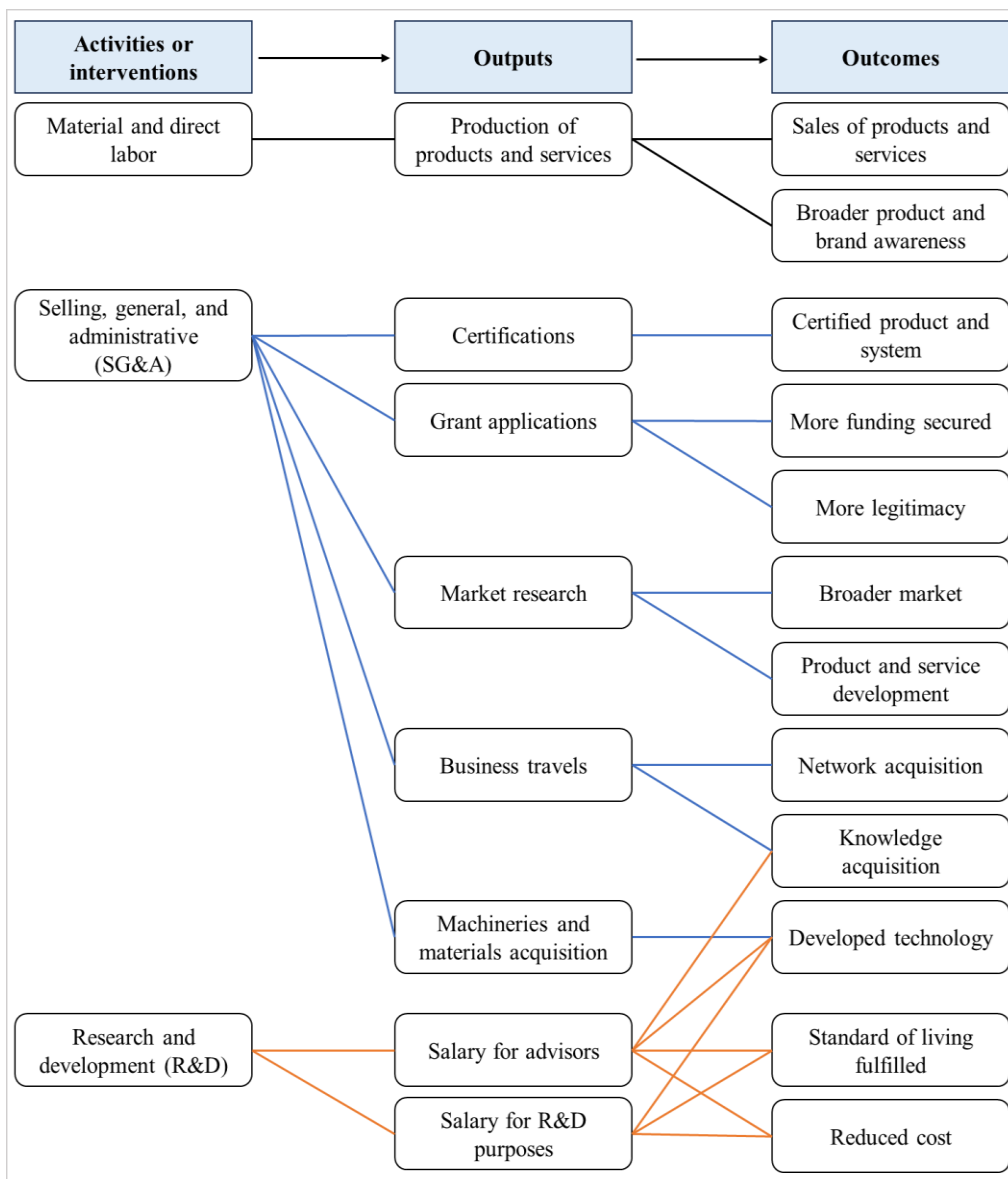 Activities or
interventions
Outputs
Outcomes
Material and direct
labor
Production of
products and services
Sales of products and
services
Broader product and
brand awareness
Selling, general, and
administrative
(SG&A)
Certifications
Certified product and
system
Grant applications
More funding secured
More legitimacy
Market research
Broader market
Product and service
development
Business travels
Network acquisition
Knowledge
acquisition
Machineries and
materials acquisition
Developed technology
Research and
development (R&D)
Salary for advisors
Standard of living
fulfilled
Salary for R&D
purposes
Reduced cost